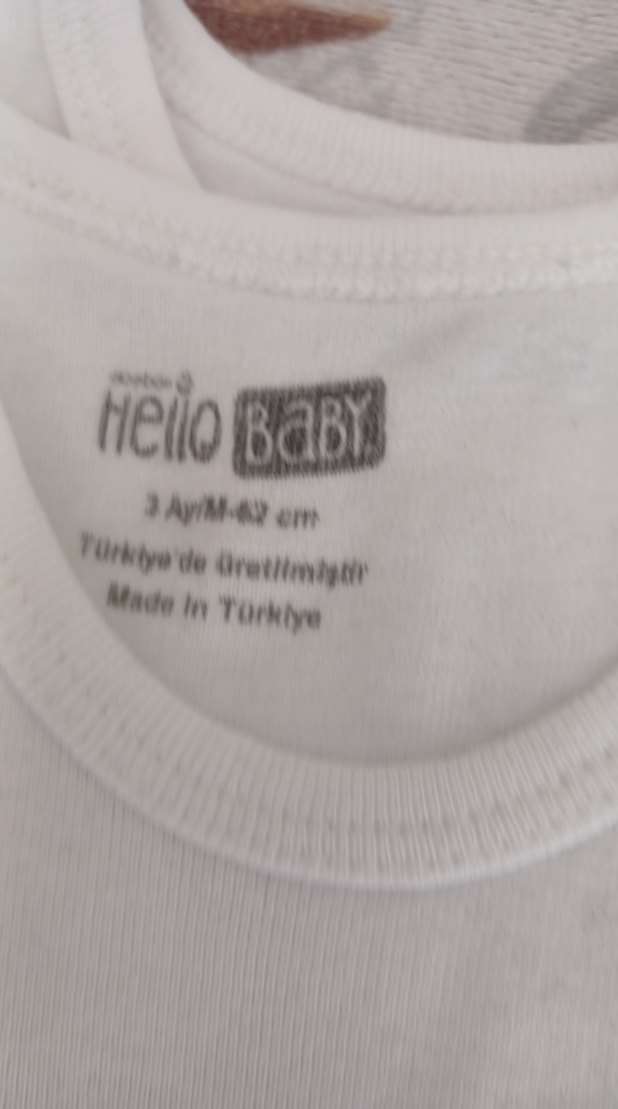 Hello BaBY
3 Ay/M-62 cm
Türkiye'de Üretilmiştir
Made in Türkiye